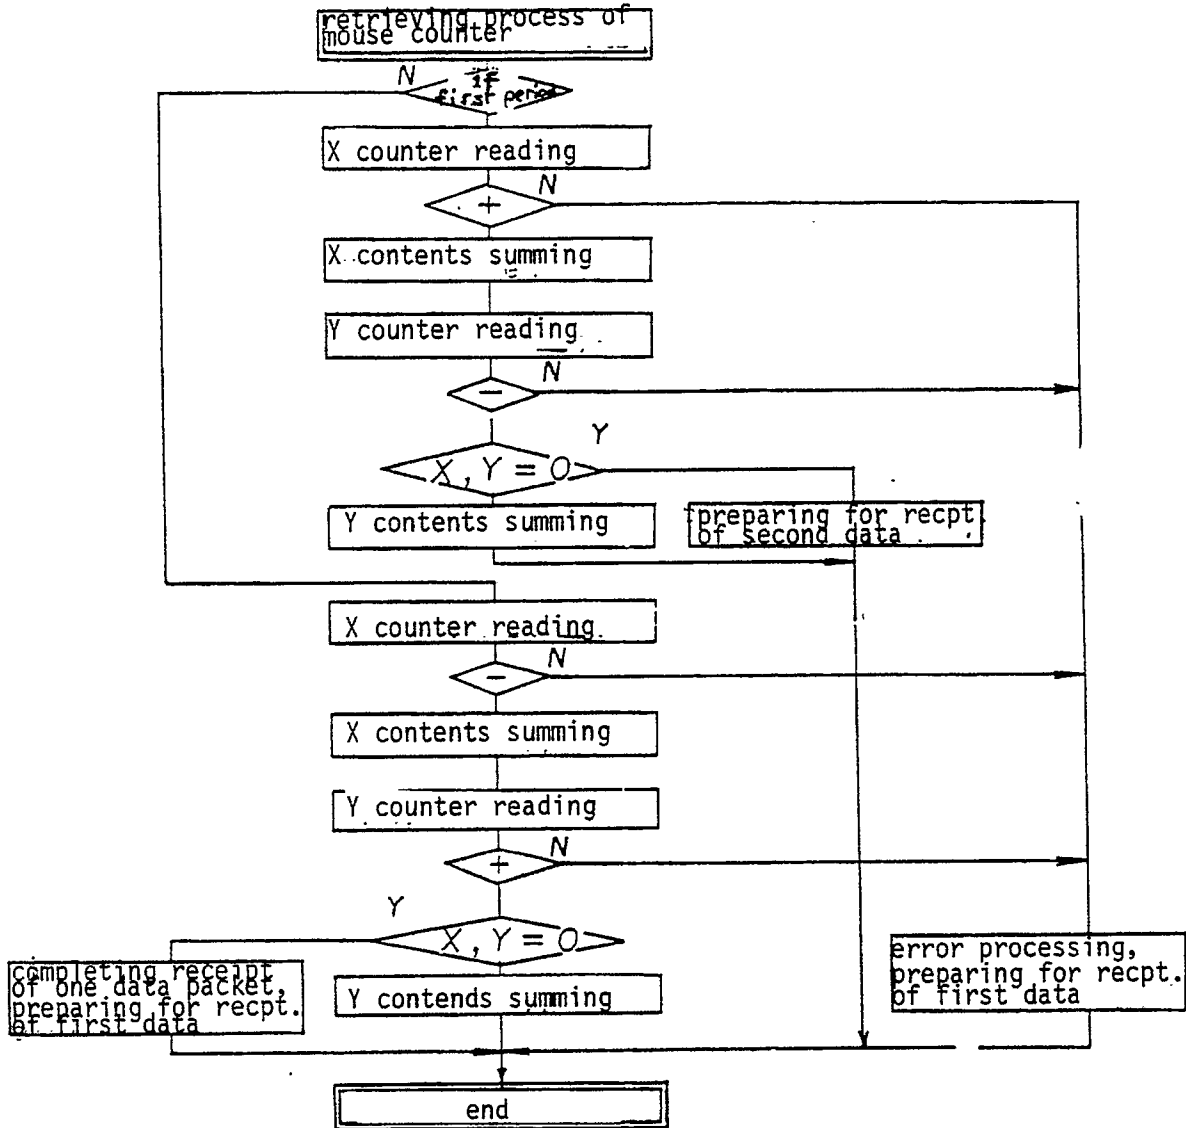 retrieving process of
mouse counter
N
if
first period
X counter reading
N
+
X contents summing
Y counter reading
N
−
Y
X, Y = 0
Y contents summing
preparing for recpt.
of second data
X counter reading
N
−
X contents summing
Y counter reading
N
+
Y
X, Y = 0
completing receipt
of one data packet,
preparing for recpt.
of first data
Y contends summing
error processing,
preparing for recpt.
of first data
end